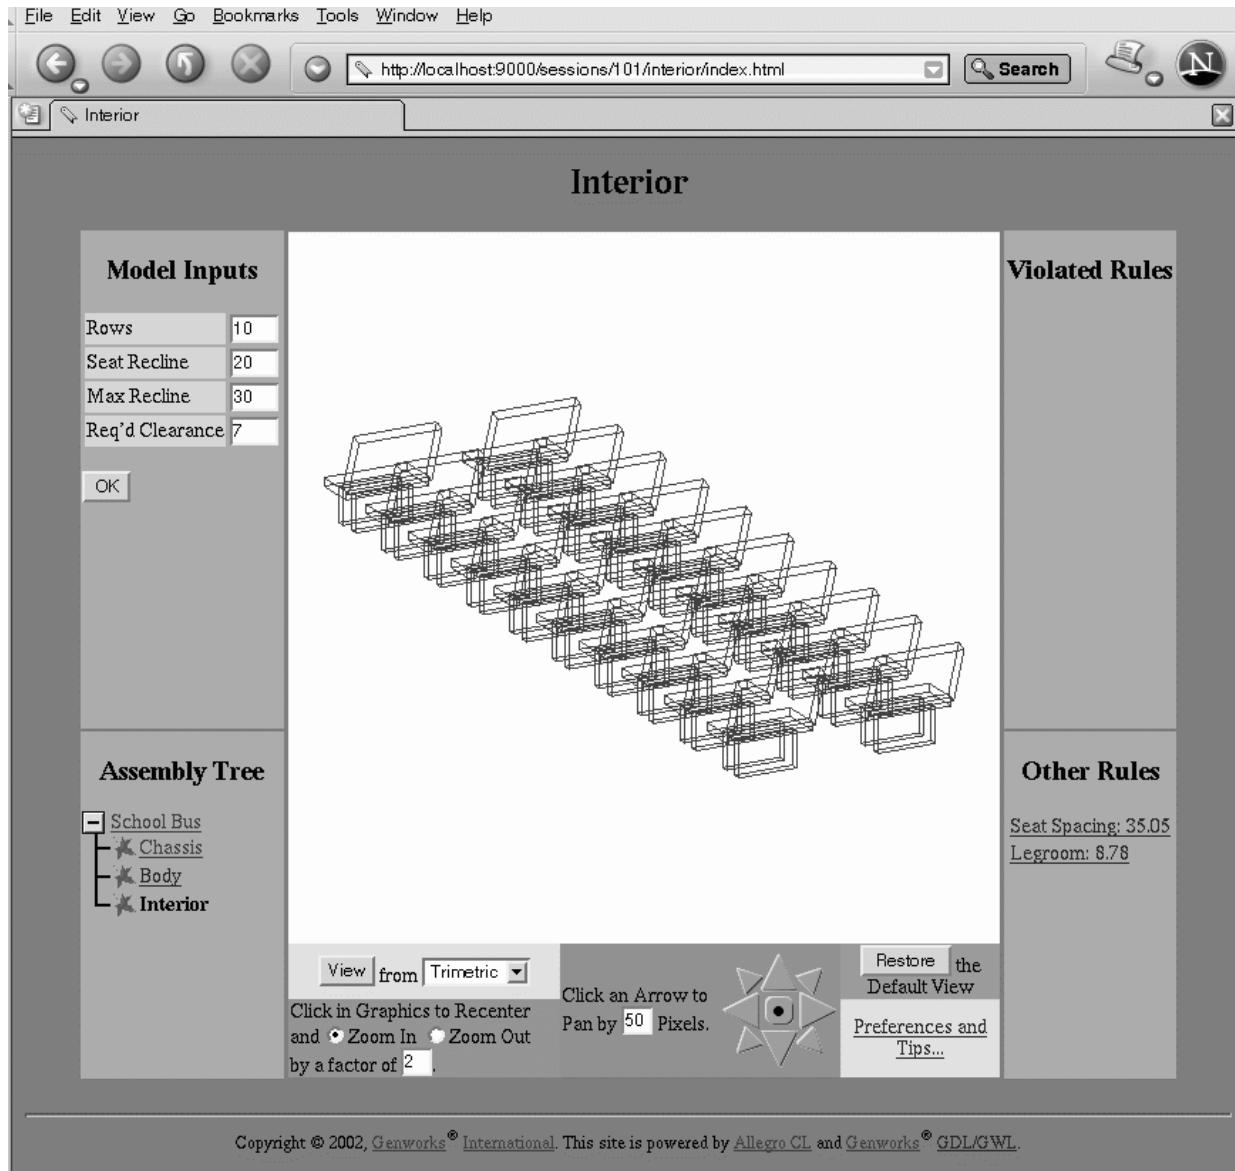 File Edit View Go Bookmarks Tools Window Help
http://localhost:9000/sessions/101/interior/index.html
Search
N
Interior
Interior
Model Inputs
Rows 10
Seat Recline 20
Max Recline 30
Req'd Clearance 7
OK
Violated Rules
Assembly Tree
School Bus
Chassis
Body
Interior
Other Rules
Seat Spacing: 35.05
Legroom: 8.78
View from Trimetric
Click in Graphics to Recenter
and Zoom In Zoom Out
by a factor of 2.
Click an Arrow to
Pan by 50 Pixels.
Restore the
Default View
Preferences and
Tips...
Copyright © 2002, Genworks® International. This site is powered by Allegro CL and Genworks® GDL/GWL.